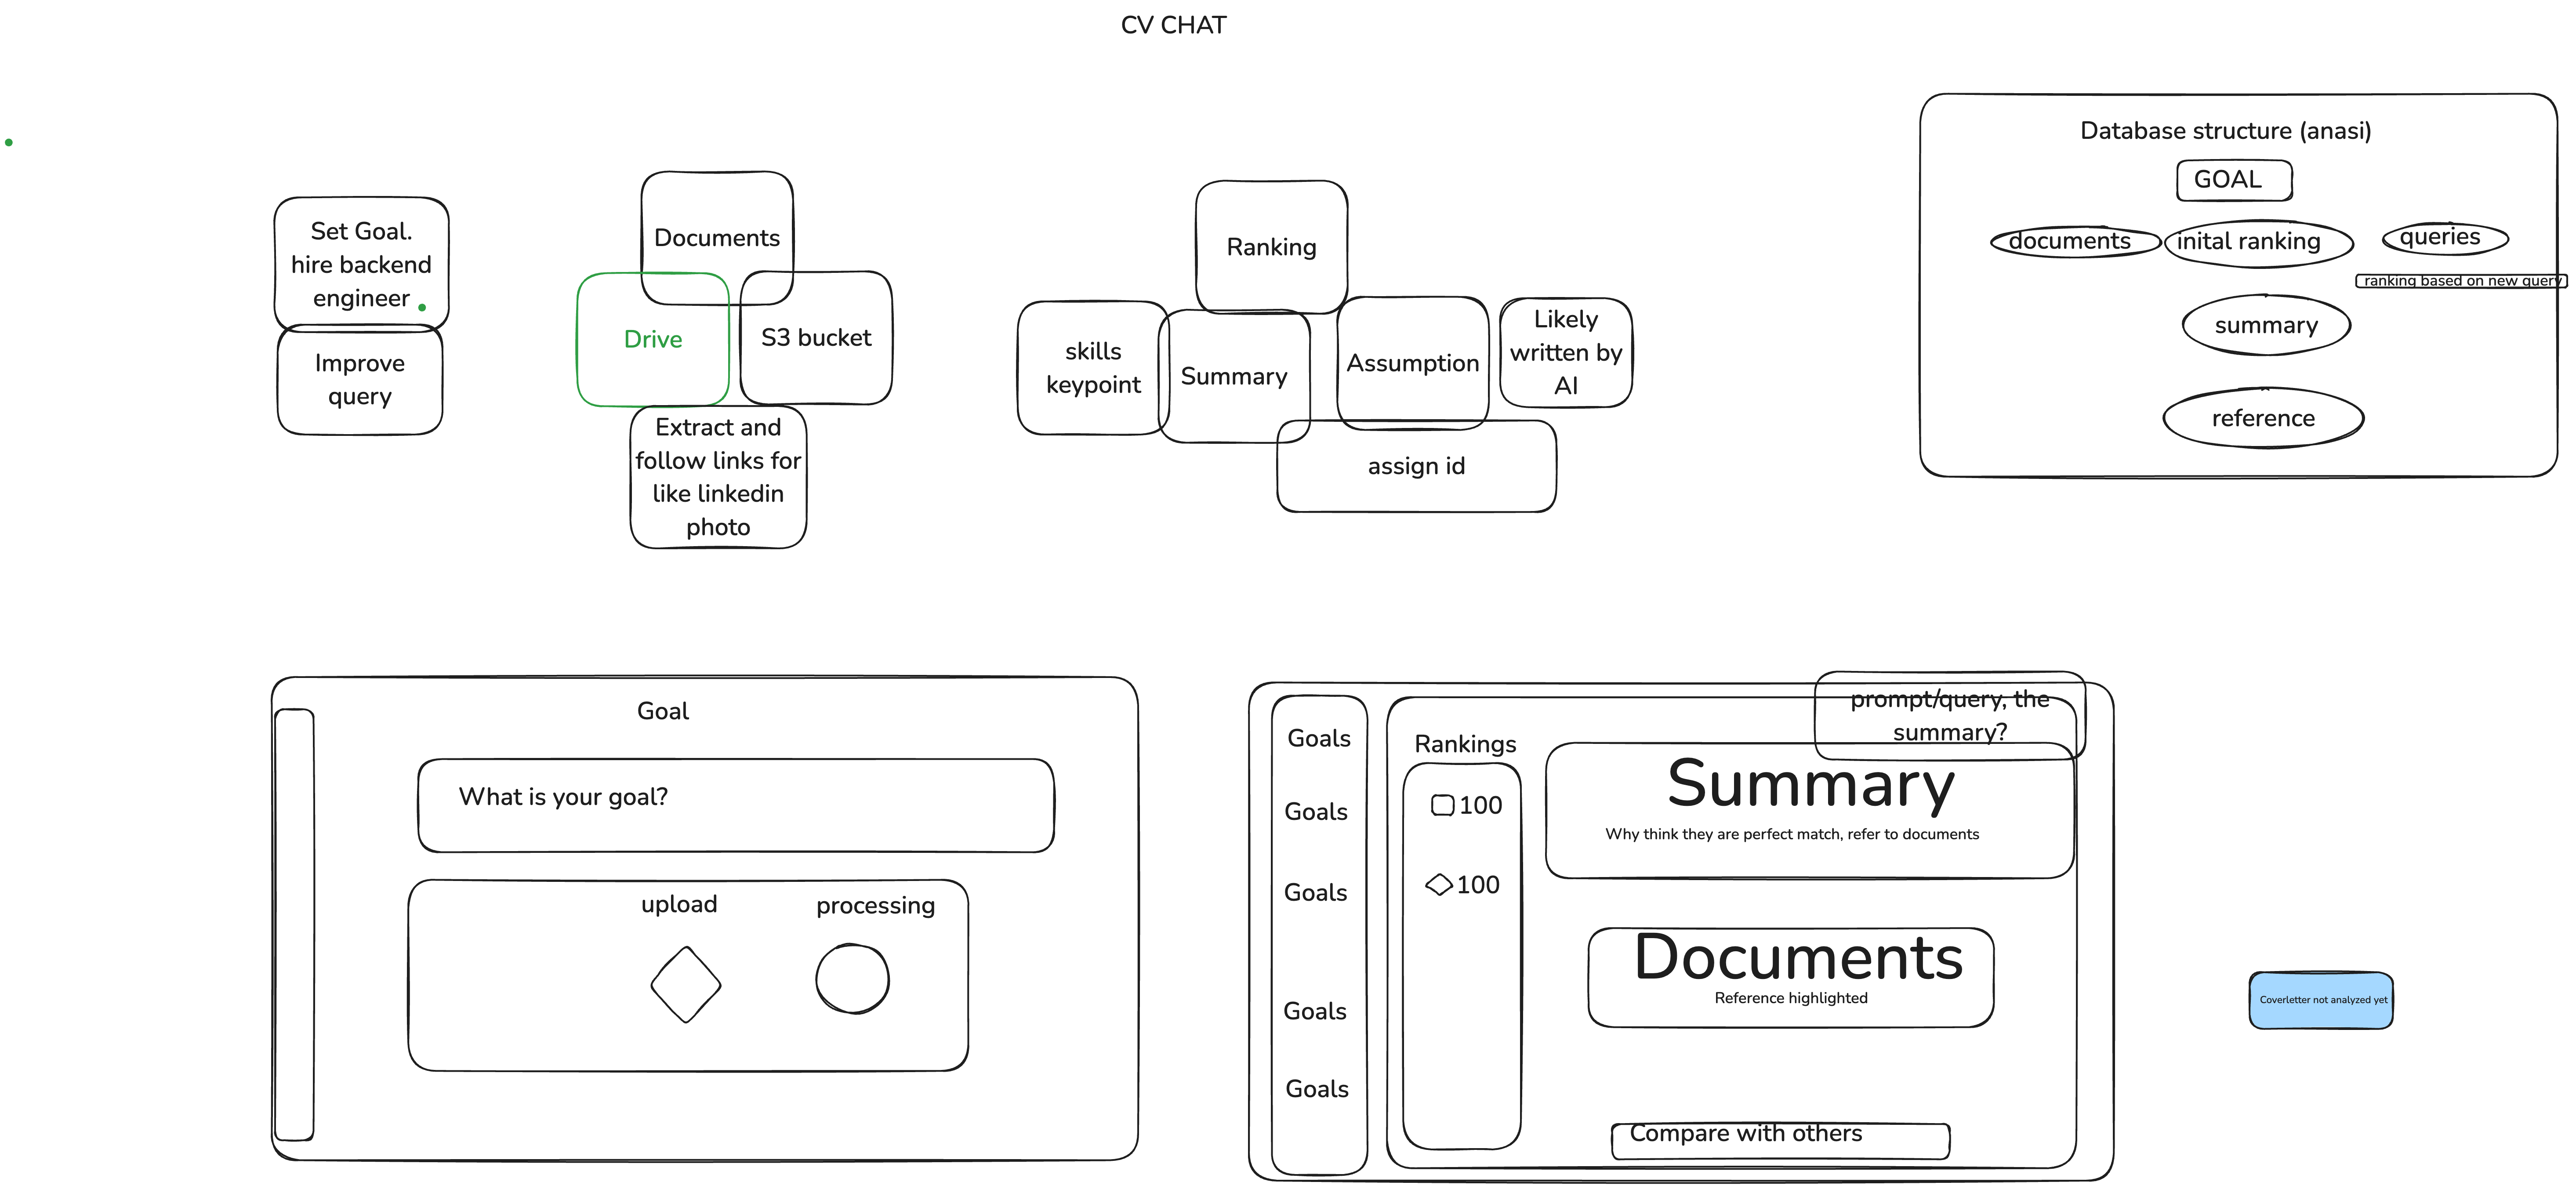 CV CHAT
Set Goal.
hire backend
engineer
Improve
query
Documents
Drive
S3 bucket
Extract and
follow links for
like linkedin
photo
Ranking
skills
keypoint
Summary
Assumption
Likely
written by
AI
assign id
Database structure (anasi)
GOAL
documents
inital ranking
queries
ranking based on new query
summary
reference
Goal
What is your goal?
upload
processing
Goals
Goals
Goals
Goals
Goals
Rankings
100
100
prompt/query, the
summary?
Summary
Why think they are perfect match, refer to documents
Documents
Reference highlighted
Compare with others
Coverletter not analyzed yet